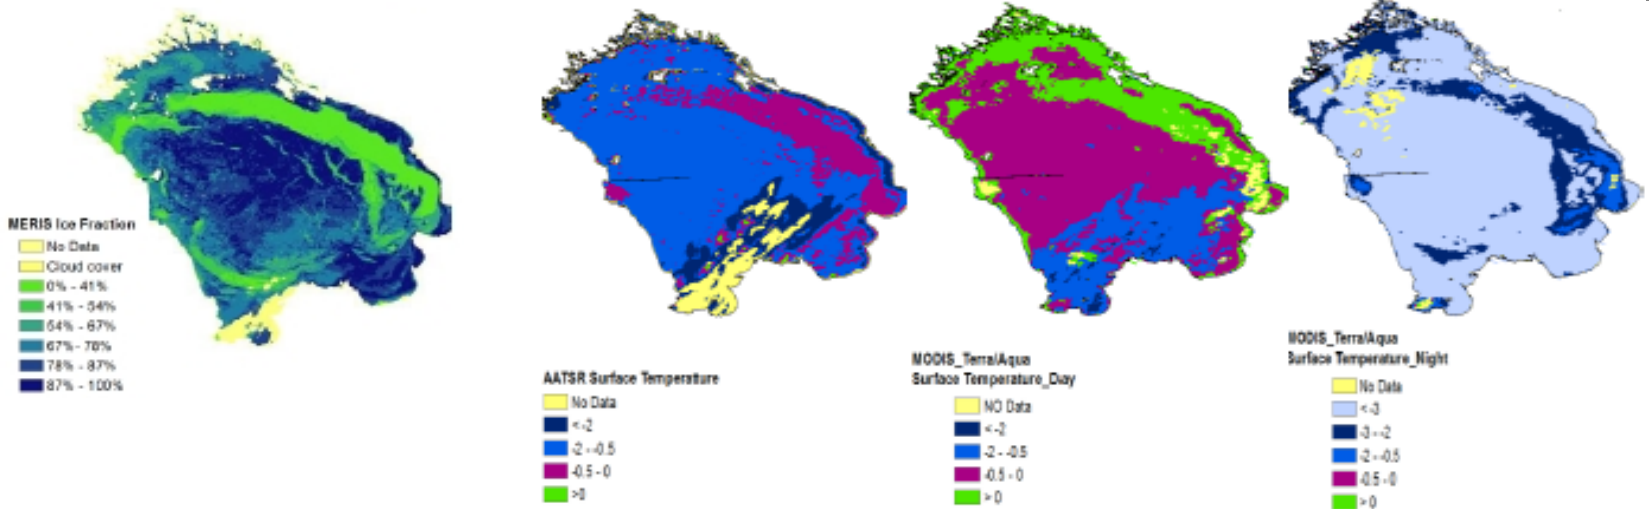 MERIS Ice Fraction
No Data
Cloud cover
0% - 41%
41% - 54%
54% - 67%
67% - 78%
78% - 87%
87% - 100%
AATSR Surface Temperature
No Data
< -2
-2 - -0.5
-0.5 - 0
>0
MODIS_Terra/Aqua
Surface Temperature_Day
NO Data
< -2
-2 - -0.5
-0.5 - 0
> 0
MODIS_Terra/Aqua
Surface Temperature_Night
No Data
< -3
-3 - -2
-2 - -0.5
-0.5 - 0
> 0